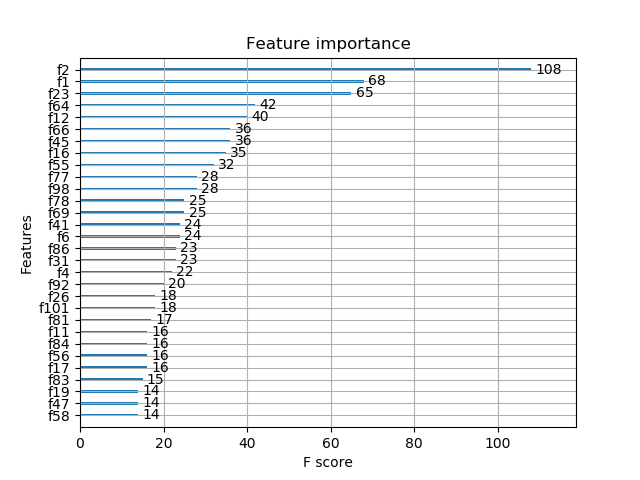 Feature importance
f2 108
f1 68
f23 65
f64 42
f12 40
f66 36
f45 36
f16 35
f55 32
f77 28
f98 28
f78 25
f69 25
f41 24
f6 24
f86 23
f31 23
f4 22
f92 20
f26 18
f101 18
f81 17
f11 16
f84 16
f56 16
f17 16
f83 15
f19 14
f47 14
f58 14
0 20 40 60 80 100
F score
Features